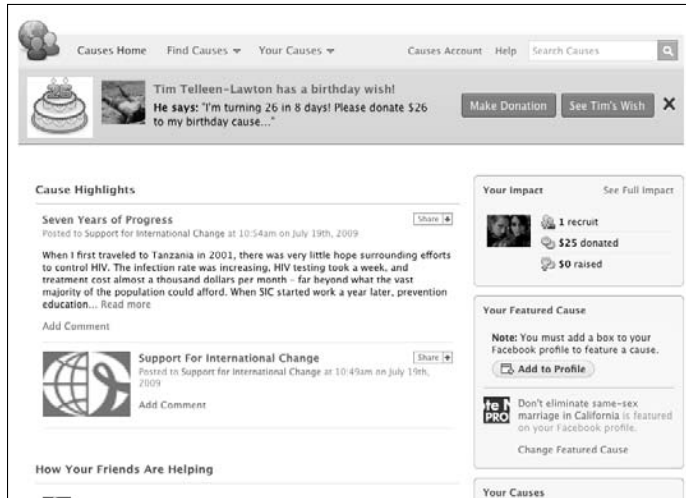 Causes Home Find Causes Your Causes Causes Account Help Search Causes
Tim Telleen-Lawton has a birthday wish!
He says: "I'm turning 26 in 8 days! Please donate $26
to my birthday cause..."
Make Donation See Tim's Wish
Cause Highlights
Seven Years of Progress
Share
Posted to Support for International Change at 10:54am on July 19th, 2009
When I first traveled to Tanzania in 2001, there was very little hope surrounding efforts
to control HIV. The infection rate was increasing, HIV testing took a week, and
treatment cost almost a thousand dollars per month - far beyond what the vast
majority of the population could afford. When SIC started work a year later, prevention
education... Read more
Add Comment
Support For International Change
Share
Posted to Support for International Change at 10:49am on July 19th,
2009
Add Comment
How Your Friends Are Helping
Your Impact See Full Impact
1 recruit
$25 donated
$0 raised
Your Featured Cause
Note: You must add a box to your
Facebook profile to feature a cause.
Add to Profile
PRO
Don't eliminate same-sex
marriage in California is featured
on your Facebook profile.
Change Featured Cause
Your Causes